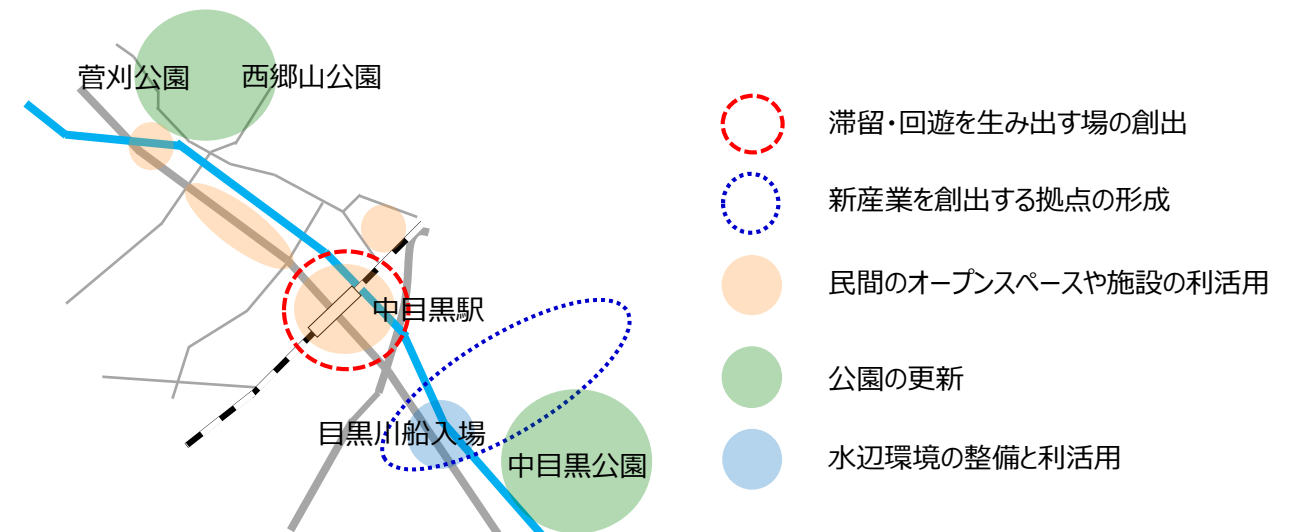 菅刈公園
西郷山公園
中目黒駅
目黒川船入場
中目黒公園
滞留・回遊を生み出す場の創出
新産業を創出する拠点の形成
民間のオープンスペースや施設の利活用
公園の更新
水辺環境の整備と利活用